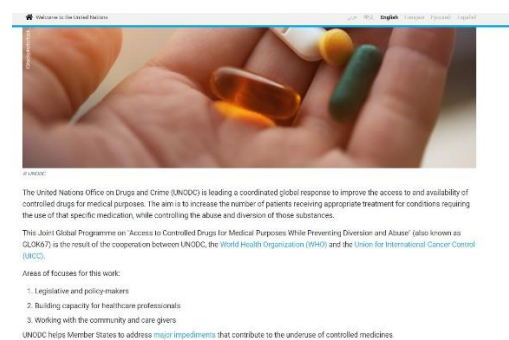 Welcome to the United Nations
English Français Русский Español
© UNODC
The United Nations Office on Drugs and Crime (UNODC) is leading a coordinated global response to improve the access to and availability of
controlled drugs for medical purposes. The aim is to increase the number of patients receiving appropriate treatment for conditions requiring
the use of that specific medication, while controlling the abuse and diversion of those substances.
This Joint Global Programme on "Access to Controlled Drugs for Medical Purposes While Preventing Diversion and Abuse" (also known as
GLOK67) is the result of the cooperation between UNODC, the World Health Organization (WHO) and the Union for International Cancer Control
(UICC).
Areas of focuses for this work:
1. Legislative and policy-makers
2. Building capacity for healthcare professionals
3. Working with the community and care givers
UNODC helps Member States to address major impediments that contribute to the underuse of controlled medicines.